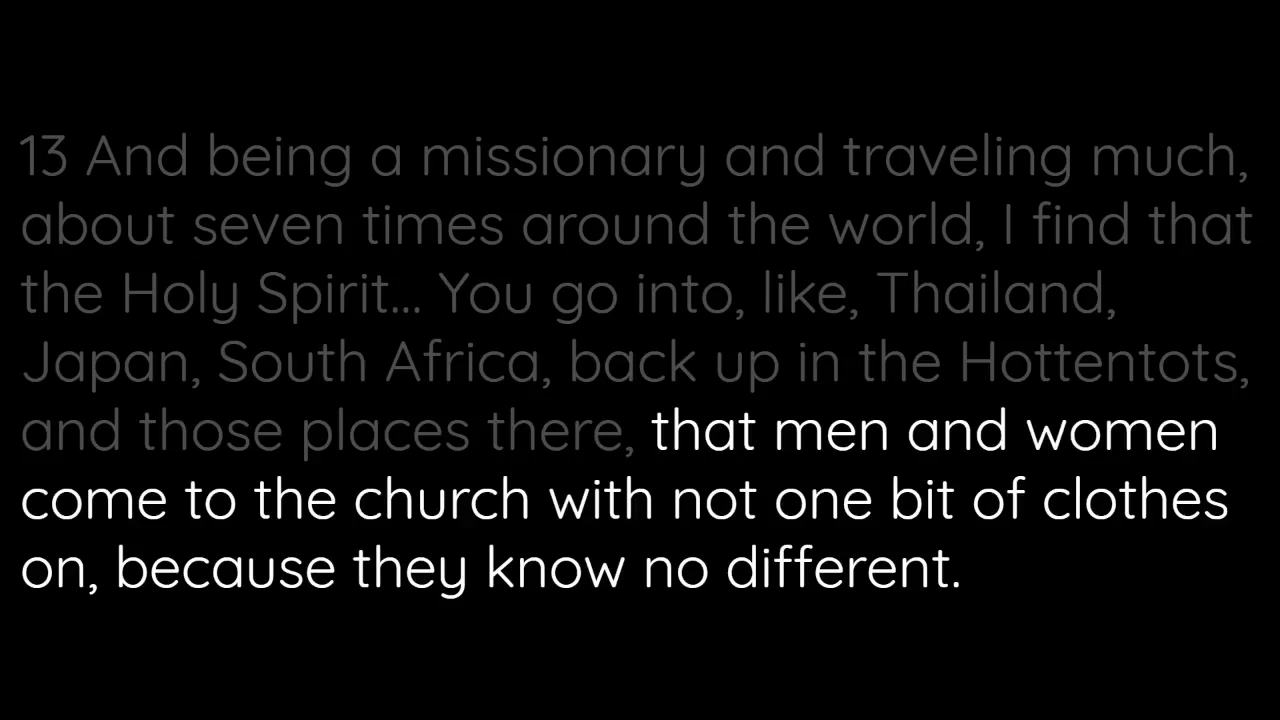 13 And being a missionary and traveling much,
about seven times around the world, I find that
the Holy Spirit... You go into, like, Thailand,
Japan, South Africa, back up in the Hottentots,
and those places there, that men and women
come to the church with not one bit of clothes
on, because they know no different.